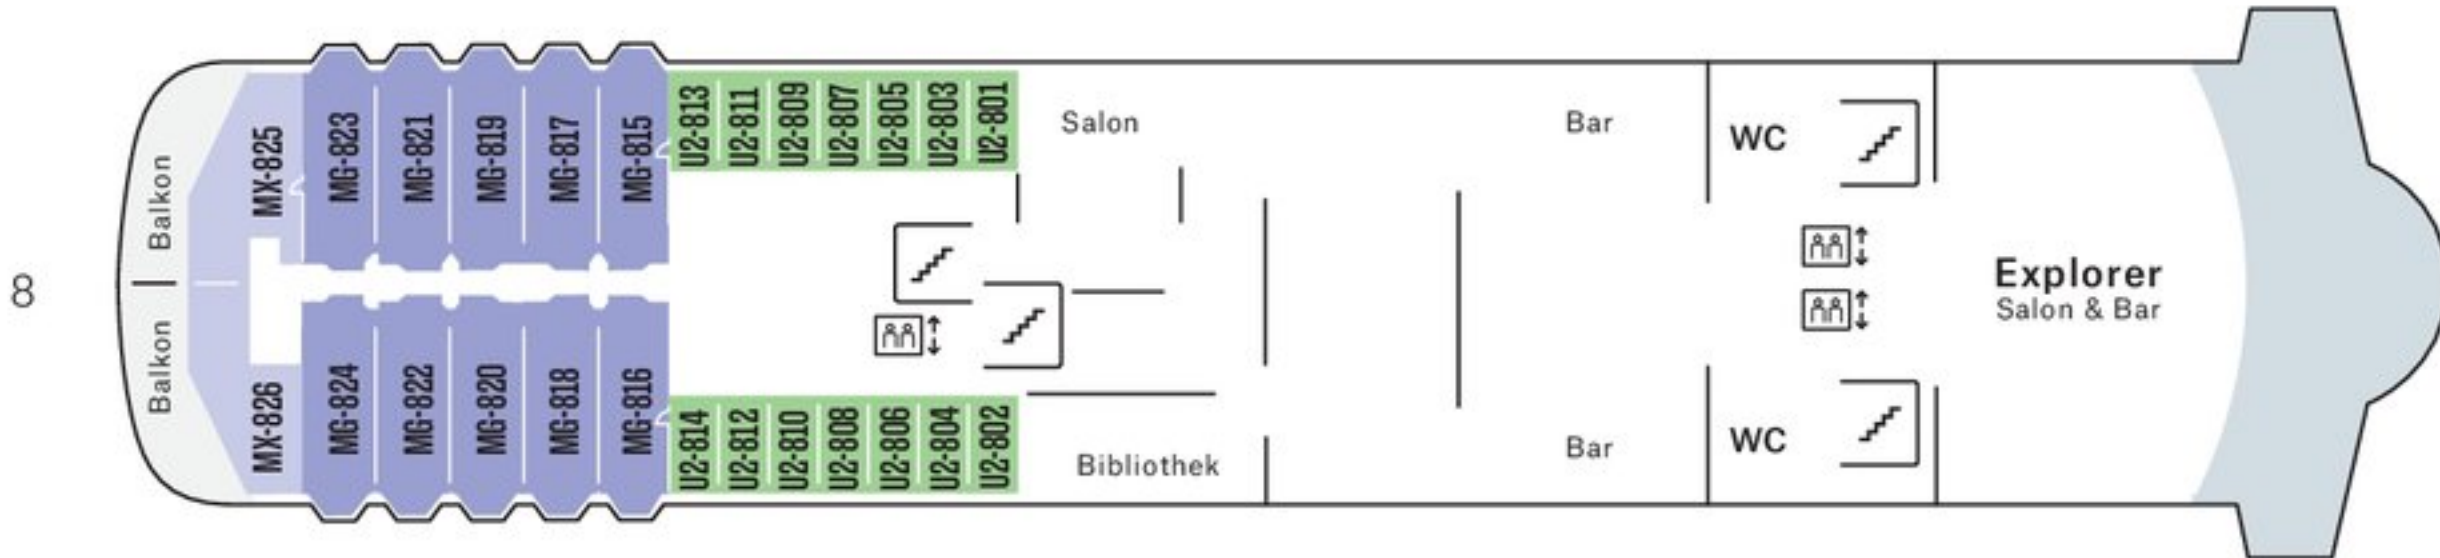 8
Balkon
Balkon
MX-825
MG-823
MG-821
MG-819
MG-817
MG-815
U2-813
U2-811
U2-809
U2-807
U2-805
U2-803
U2-801
MX-826
MG-824
MG-822
MG-820
MG-818
MG-816
U2-814
U2-812
U2-810
U2-808
U2-806
U2-804
U2-802
Salon
Bibliothek
Bar
Bar
WC
WC
Explorer
Salon & Bar